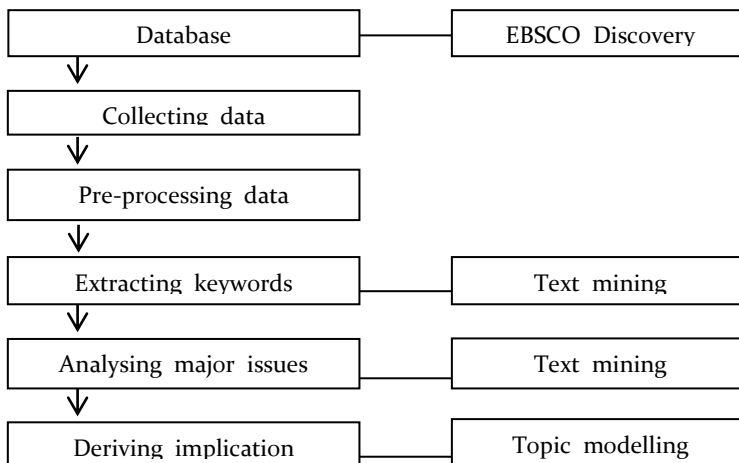 Database
EBSCO Discovery
Collecting data
Pre-processing data
Extracting keywords
Text mining
Analysing major issues
Text mining
Deriving implication
Topic modelling